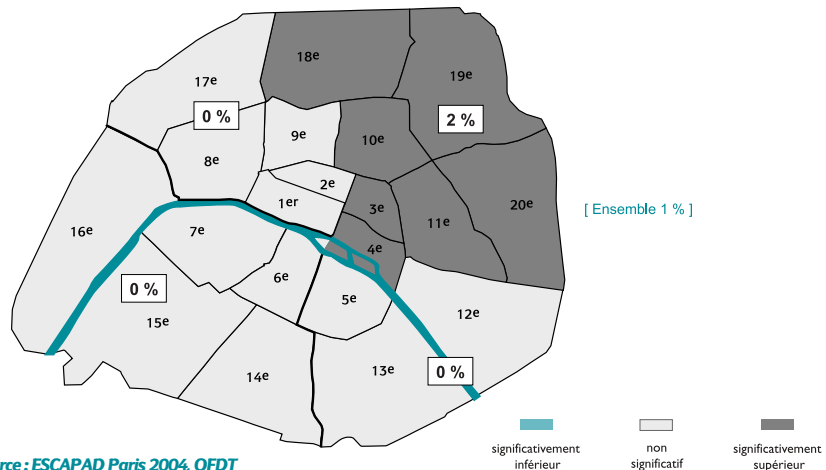 18e
19e
17e
0 %
2 %
9e
10e
8e
2e
1er
3e
20e
[ Ensemble 1 % ]
11e
16e
7e
4e
6e
0 %
5e
12e
15e
0 %
13e
14e
significativement
inférieur
non
significatif
significativement
supérieur
: ESCAPAD Paris 2004, OFDT